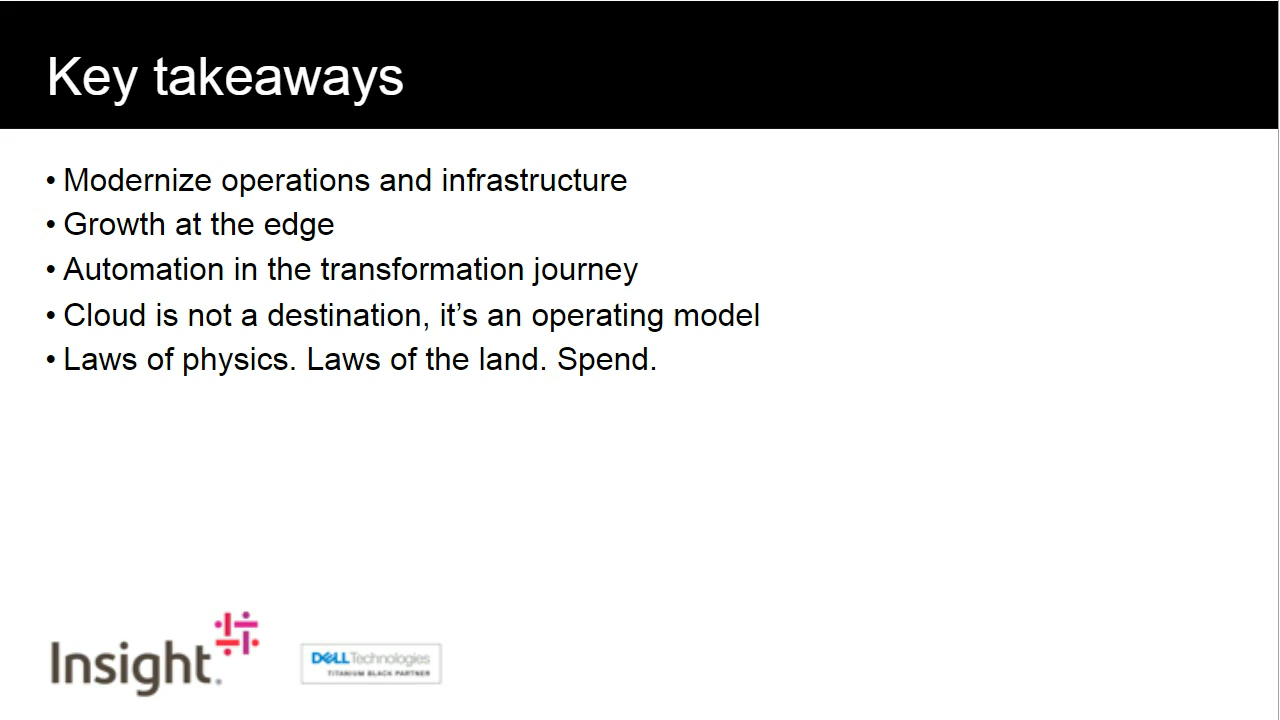 Key takeaways
• Modernize operations and infrastructure
• Growth at the edge
• Automation in the transformation journey
• Cloud is not a destination, it’s an operating model
• Laws of physics. Laws of the land. Spend.
Insight.
DELL Technologies
TITANIUM BLACK PARTNER